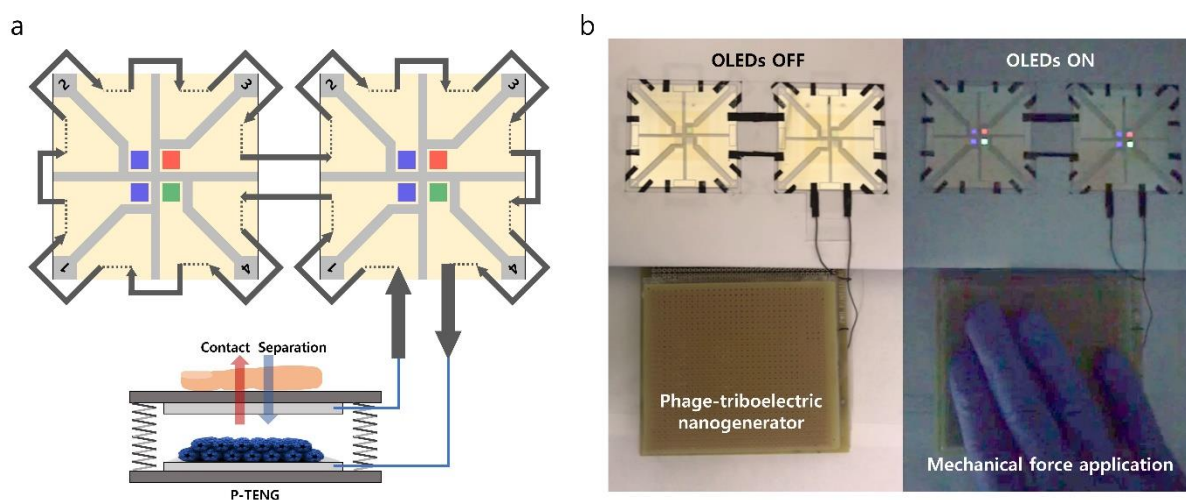 a
2
3
2
3
1
4
1
4
Contact Separation
P-TENG
b
OLEDs OFF
OLEDs ON
Phage-triboelectric
nanogenerator
Mechanical force application